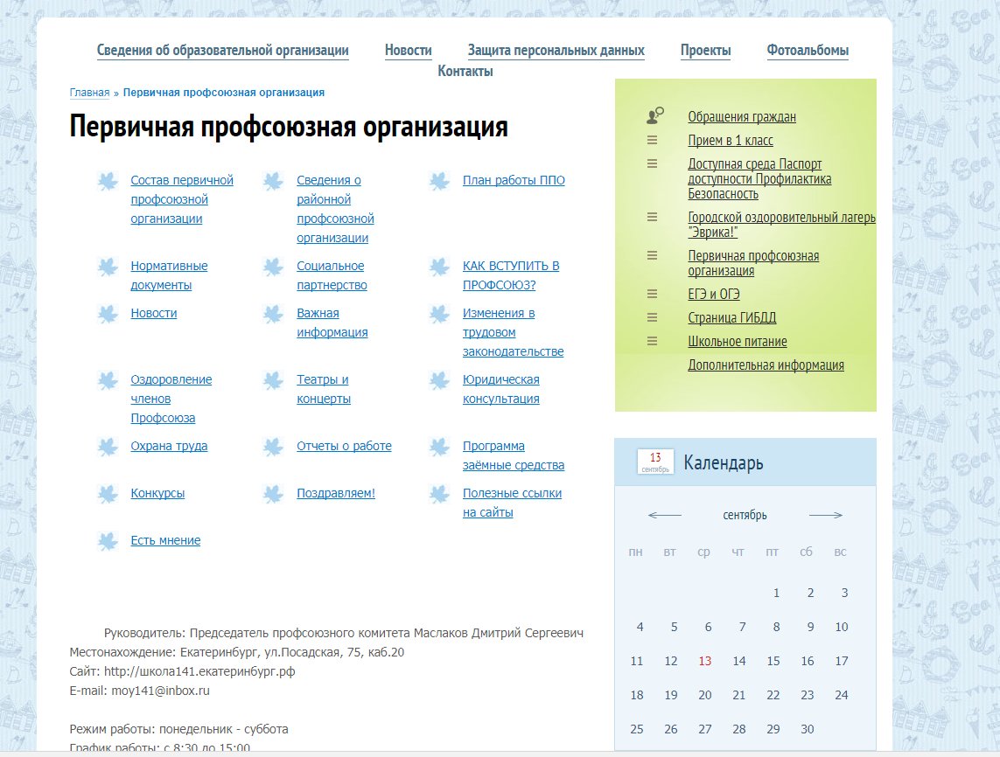 Сведения об образовательной организации Новости Защита персональных данных Проекты Фотоальбомы
Контакты
Главная » Первичная профсоюзная организация
Первичная профсоюзная организация
Состав первичной
профсоюзной
организации
Сведения о
районной
профсоюзной
организации
План работы ППО
Нормативные
документы
Социальное
партнерство
КАК ВСТУПИТЬ В
ПРОФСОЮЗ?
Новости
Важная
информация
Изменения в
трудовом
законодательстве
Оздоровление
членов
Профсоюза
Театры и
концерты
Юридическая
консультация
Охрана труда
Отчеты о работе
Программа
заёмные средства
Конкурсы
Поздравляем!
Полезные ссылки
на сайты
Есть мнение
Руководитель: Председатель профсоюзного комитета Маслаков Дмитрий Сергеевич
Местонахождение: Екатеринбург, ул.Посадская, 75, каб.20
Сайт: http://школа141.екатеринбург.рф
E-mail: moy141@inbox.ru
Режим работы: понедельник - суббота
График работы: с 8:30 до 15:00
Обращения граждан
Прием в 1 класс
Доступная среда Паспорт
доступности Профилактика
Безопасность
Городской оздоровительный лагерь
"Эврика!"
Первичная профсоюзная
организация
ЕГЭ и ОГЭ
Страница ГИБДД
Школьное питание
Дополнительная информация
13
сентябрь
Календарь
сентябрь
пн вт ср чт пт сб вс
1 2 3
4 5 6 7 8 9 10
11 12 13 14 15 16 17
18 19 20 21 22 23 24
25 26 27 28 29 30
Sea
Sea
Sea
Sea